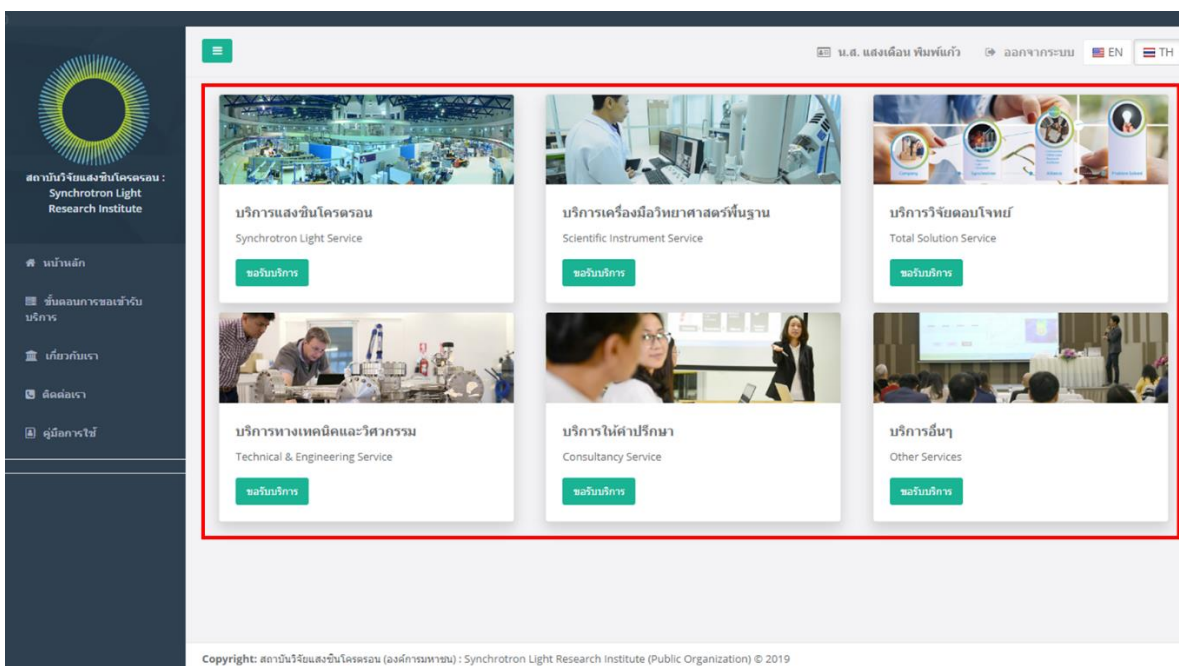 น.ส. แสงเดือน พิมพ์แก้ว ออกจากระบบ EN TH
สถาบันวิจัยแสงซินโครตรอน :
Synchrotron Light
Research Institute
หน้าหลัก
ขั้นตอนการขอเข้ารับ
บริการ
เกี่ยวกับเรา
ติดต่อเรา
คู่มือการใช้
บริการแสงซินโครตรอน
Synchrotron Light Service
ขอรับบริการ
บริการเครื่องมือวิทยาศาสตร์พื้นฐาน
Scientific Instrument Service
ขอรับบริการ
บริการวิจัยตอบโจทย์
Total Solution Service
ขอรับบริการ
บริการทางเทคนิคและวิศวกรรม
Technical & Engineering Service
ขอรับบริการ
บริการให้คำปรึกษา
Consultancy Service
ขอรับบริการ
บริการอื่นๆ
Other Services
ขอรับบริการ
Copyright: สถาบันวิจัยแสงซินโครตรอน (องค์การมหาชน) : Synchrotron Light Research Institute (Public Organization) © 2019